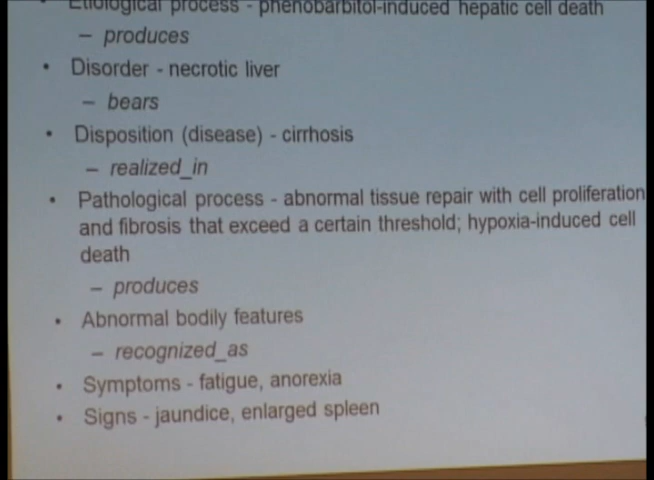 • Etiological process - phenobarbitol-induced hepatic cell death
– produces
• Disorder - necrotic liver
– bears
• Disposition (disease) - cirrhosis
– realized_in
• Pathological process - abnormal tissue repair with cell proliferation
and fibrosis that exceed a certain threshold; hypoxia-induced cell
death
– produces
• Abnormal bodily features
– recognized_as
• Symptoms - fatigue, anorexia
• Signs - jaundice, enlarged spleen